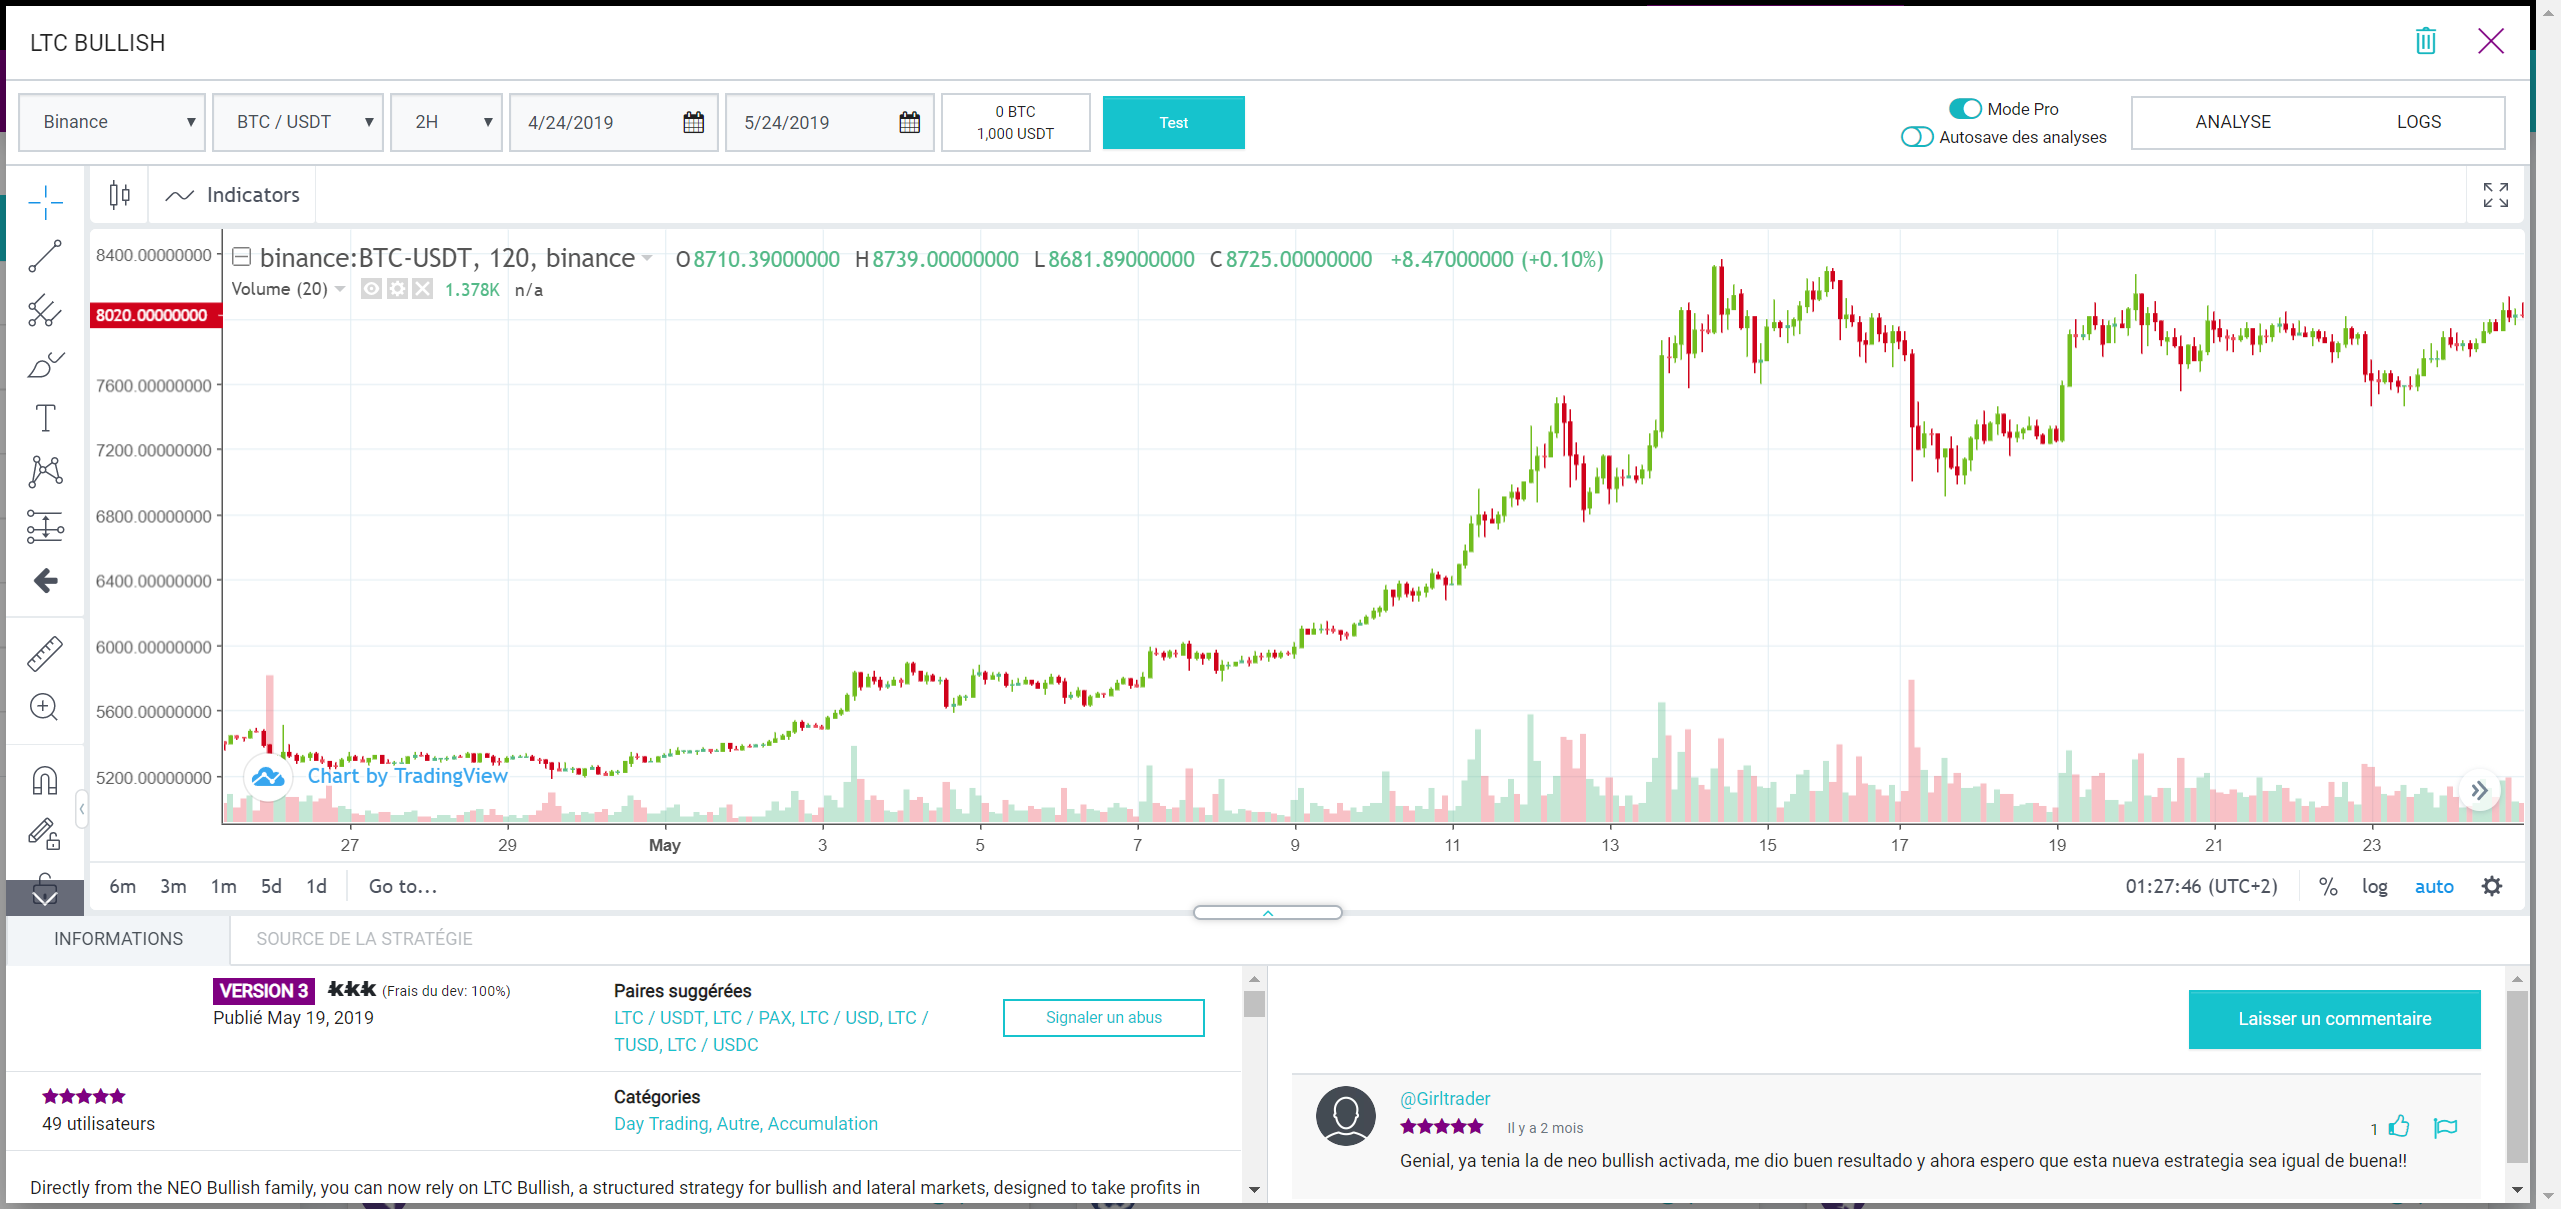 LTC BULLISH
Binance
BTC / USDT
2H
4/24/2019
5/24/2019
0 BTC
1,000 USDT
Test
Mode Pro
Autosave des analyses
ANALYSE
LOGS
Indicators
binance:BTC-USDT, 120, binance O8710.39000000 H8739.00000000 L8681.89000000 C8725.00000000 +8.47000000 (+0.10%)
Volume (20) 1.378K n/a
8400.00000000
8020.00000000
7600.00000000
7200.00000000
6800.00000000
6400.00000000
6000.00000000
5600.00000000
5200.00000000
Chart by TradingView
27 29 May 3 5 7 9 11 13 15 17 19 21 23
6m 3m 1m 5d 1d Go to...
01:27:46 (UTC+2) % log auto
INFORMATIONS
SOURCE DE LA STRATÉGIE
VERSION 3 (Frais du dev: 100%)
Publié May 19, 2019
Paires suggérées
LTC / USDT, LTC / PAX, LTC / USD, LTC /
TUSD, LTC / USDC
Signaler un abus
49 utilisateurs
Catégories
Day Trading, Autre, Accumulation
Directly from the NEO Bullish family, you can now rely on LTC Bullish, a structured strategy for bullish and lateral markets, designed to take profits in
Laisser un commentaire
@Girltrader
Il y a 2 mois
1
Genial, ya tenia la de neo bullish activada, me dio buen resultado y ahora espero que esta nueva estrategia sea igual de buena!!